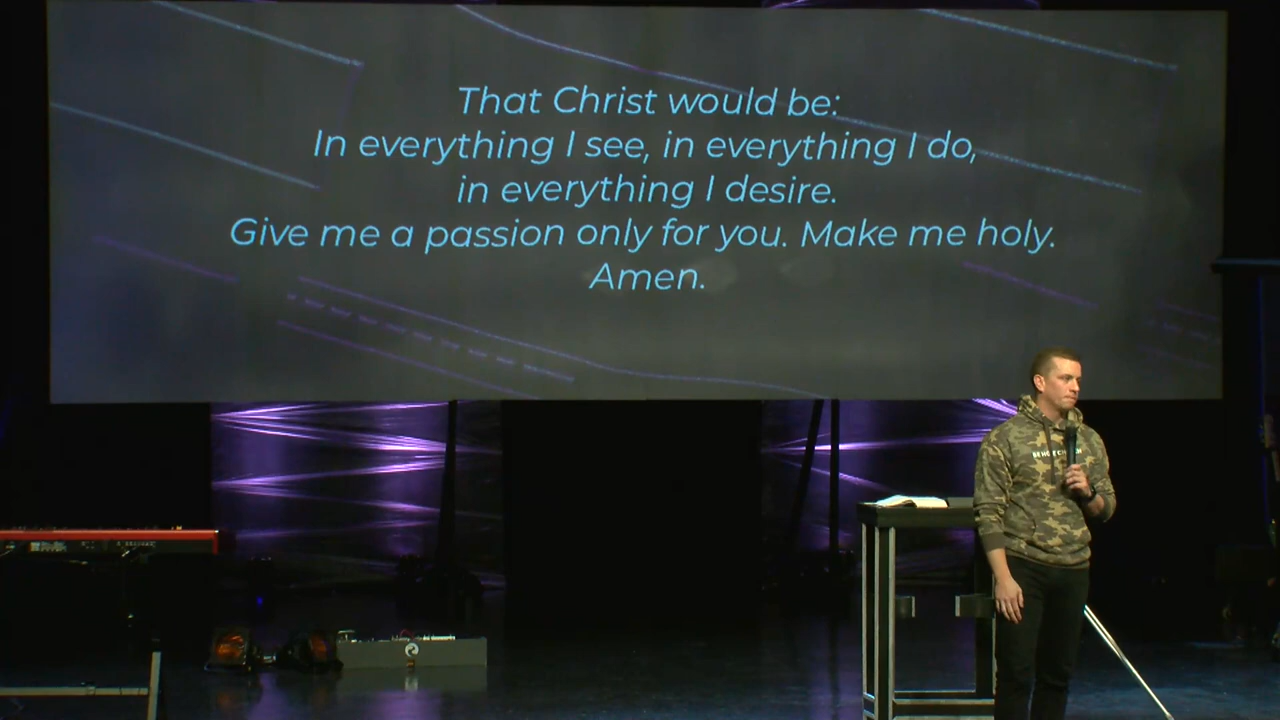 That Christ would be:
In everything I see, in everything I do,
in everything I desire.
Give me a passion only for you. Make me holy.
Amen.